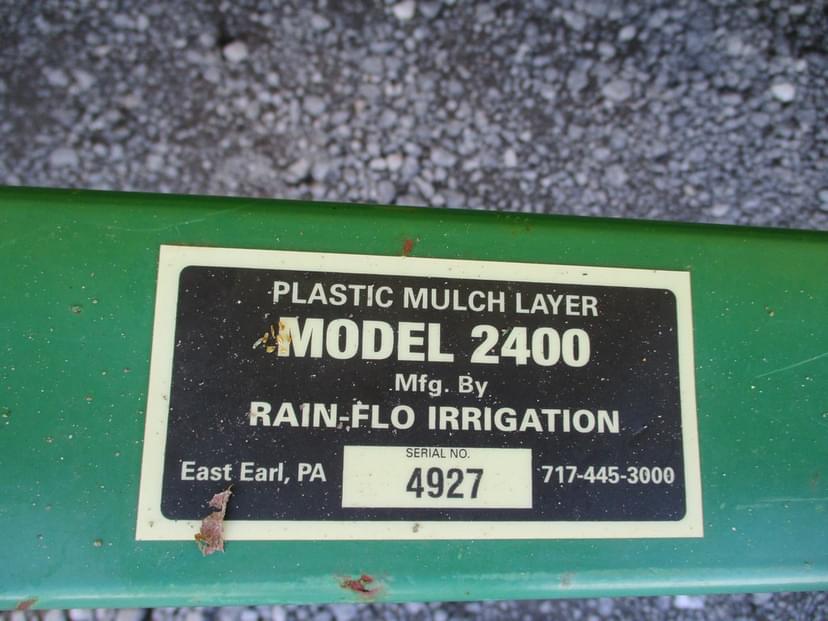 PLASTIC MULCH LAYER
MODEL 2400
Mfg. By
RAIN-FLO IRRIGATION
SERIAL NO.
East Earl, PA 4927 717-445-3000